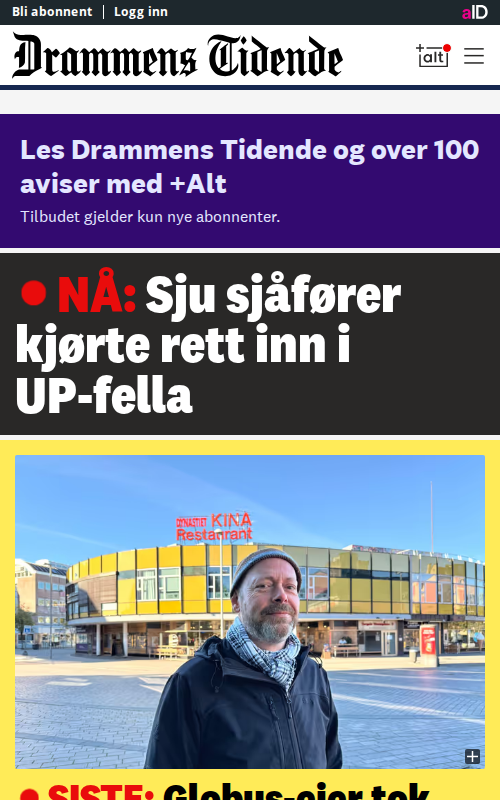 Bli abonnent | Logg inn
aID
Drammens Tidende
+alt
Les Drammens Tidende og over 100
aviser med +Alt
Tilbudet gjelder kun nye abonnenter.
NÅ: Sju sjåfører
kjørte rett inn i
UP-fella
DYNASTIET KINA
Restaurant
SISTE: Globus-eier tok